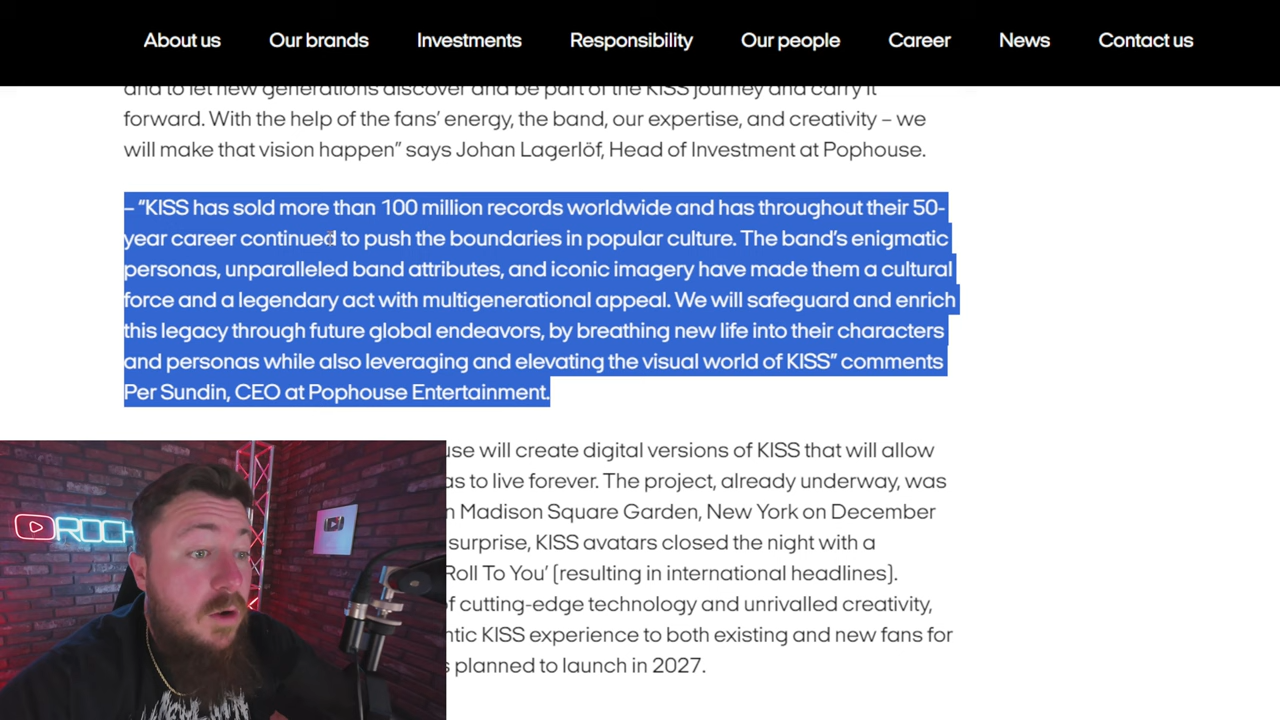 About us Our brands Investments Responsibility Our people Career News Contact us
and to let new generations discover and be part of the KISS journey and carry it
forward. With the help of the fans’ energy, the band, our expertise, and creativity – we
will make that vision happen” says Johan Lagerlöf, Head of Investment at Pophouse.
– “KISS has sold more than 100 million records worldwide and has throughout their 50-
year career continued to push the boundaries in popular culture. The band’s enigmatic
personas, unparalleled band attributes, and iconic imagery have made them a cultural
force and a legendary act with multigenerational appeal. We will safeguard and enrich
this legacy through future global endeavors, by breathing new life into their characters
and personas while also leveraging and elevating the visual world of KISS” comments
Per Sundin, CEO at Pophouse Entertainment.
use will create digital versions of KISS that will allow
as to live forever. The project, already underway, was
Madison Square Garden, New York on December
surprise, KISS avatars closed the night with a
Roll To You’ (resulting in international headlines).
of cutting-edge technology and unrivalled creativity,
ntic KISS experience to both existing and new fans for
s planned to launch in 2027.
ROCK